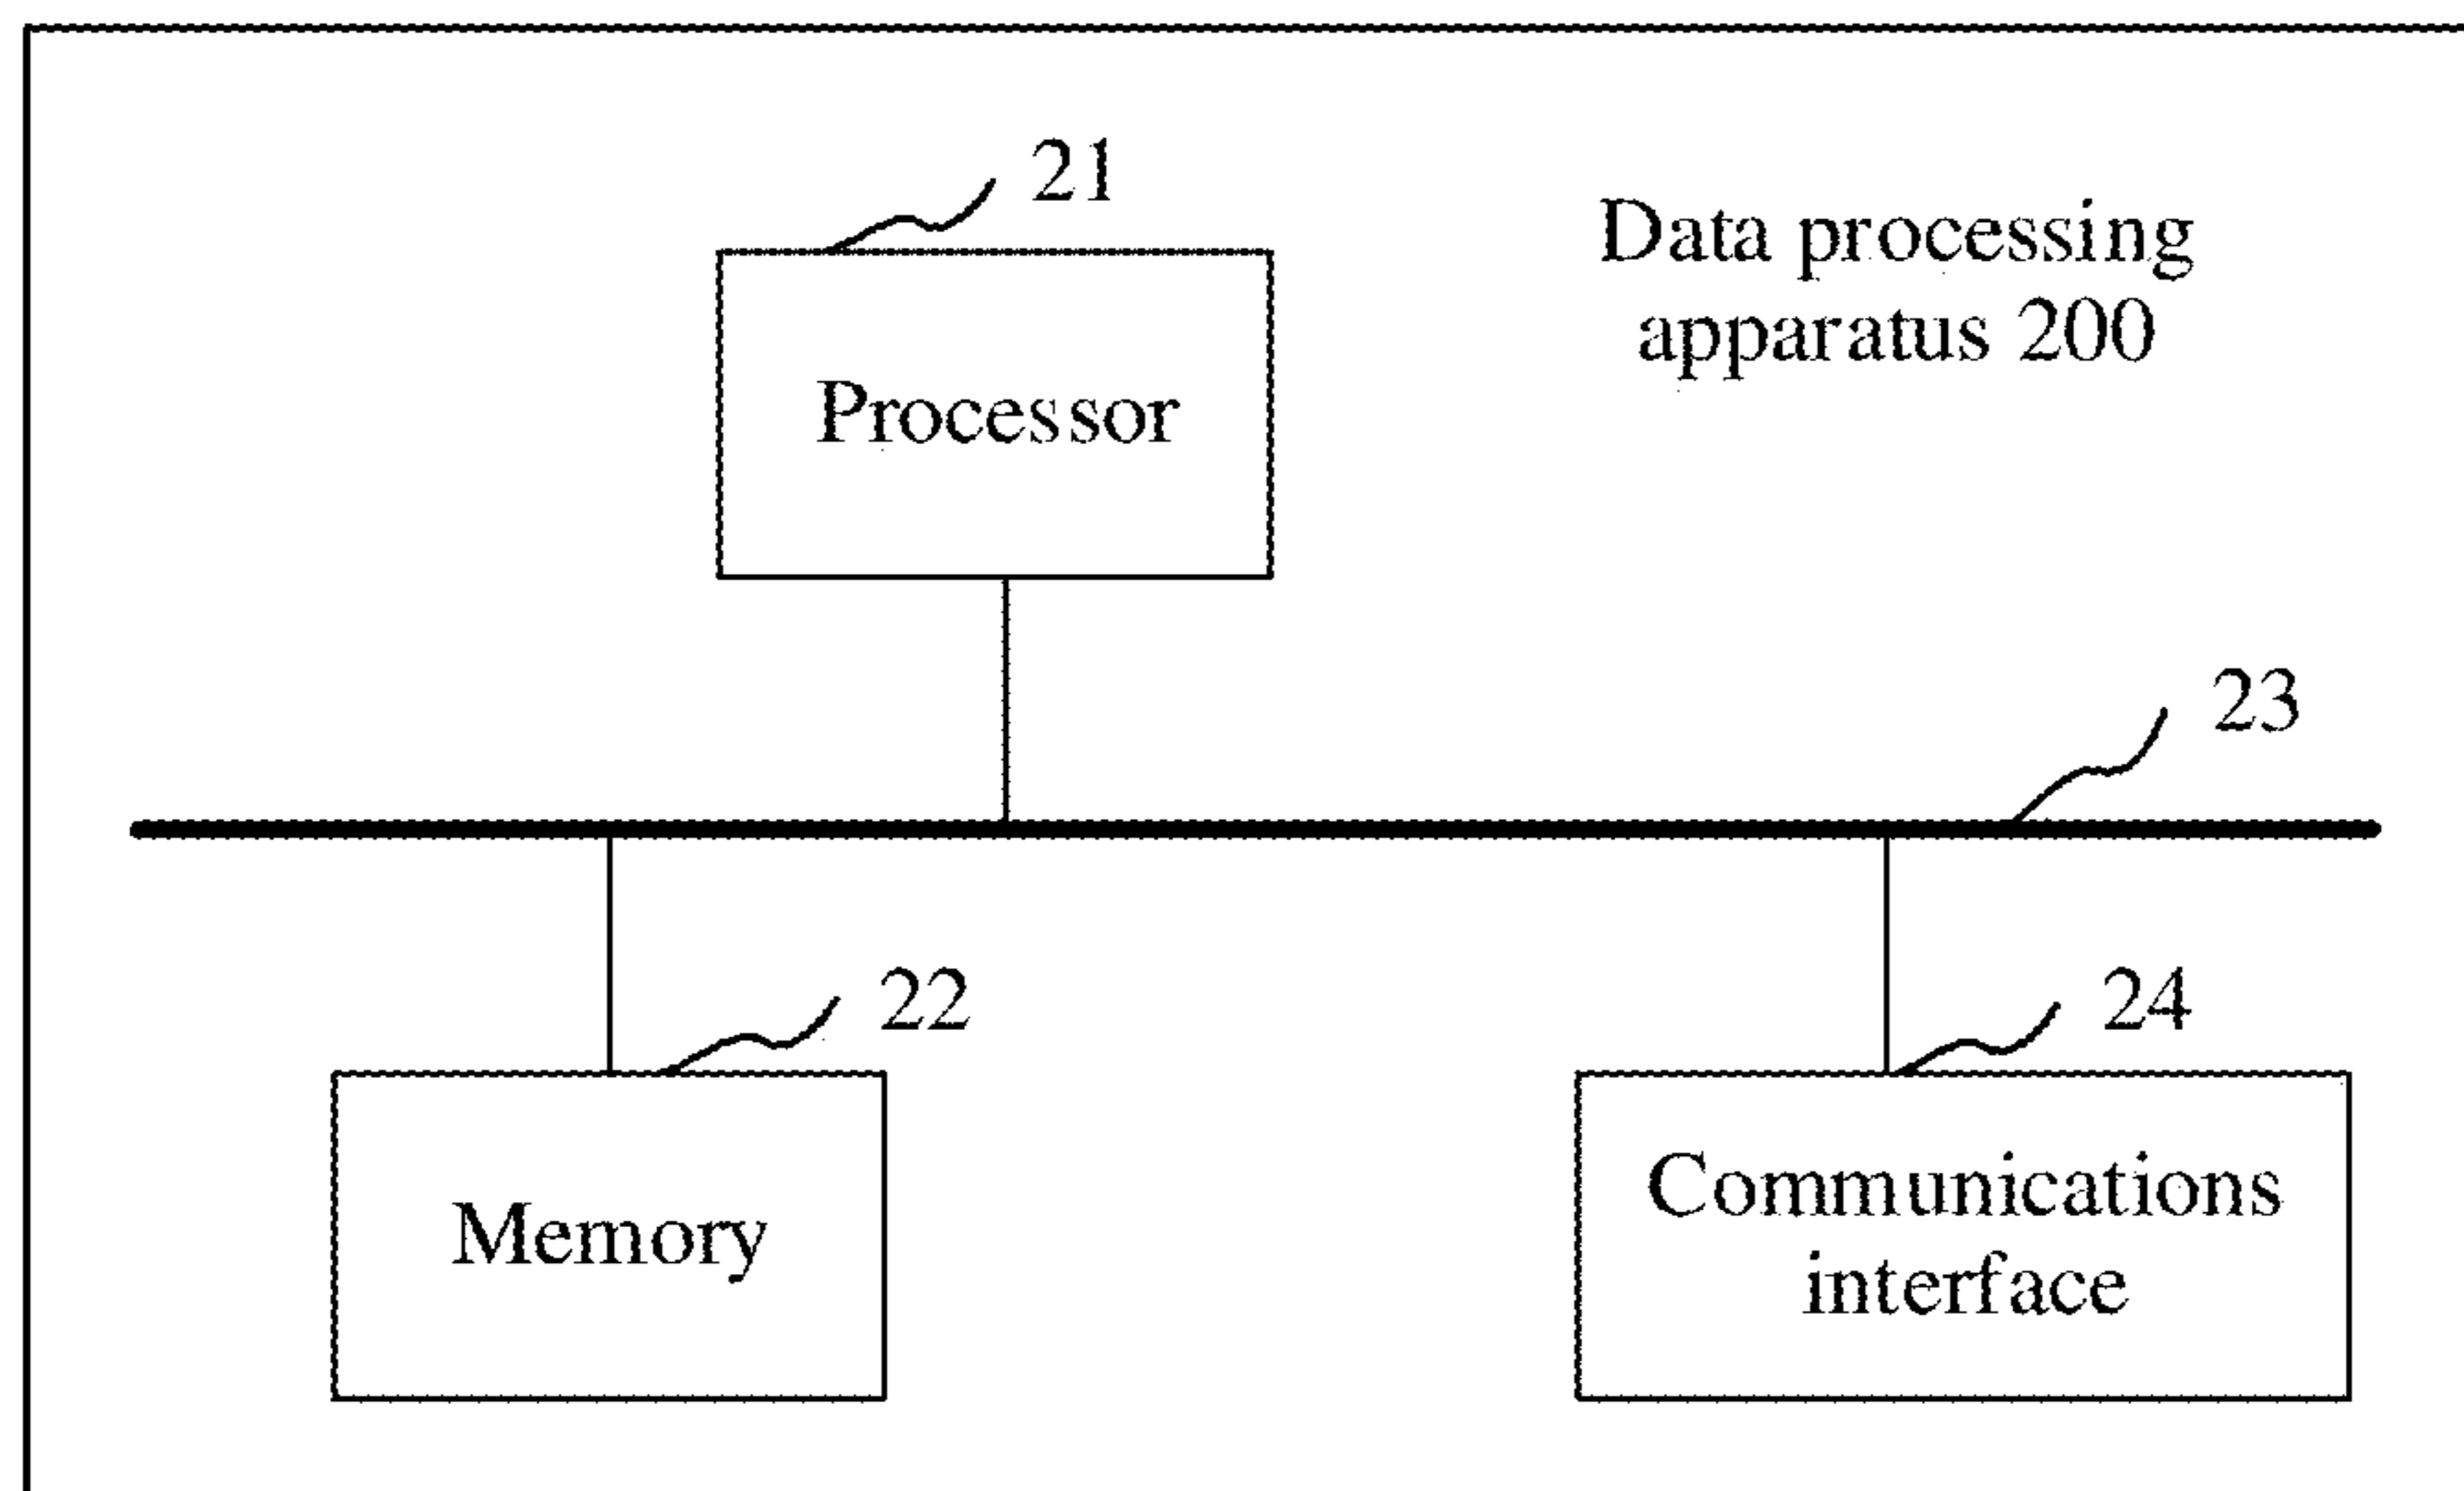 21
Data processing
apparatus 200
Processor
23
22
24
Memory
Communications
interface